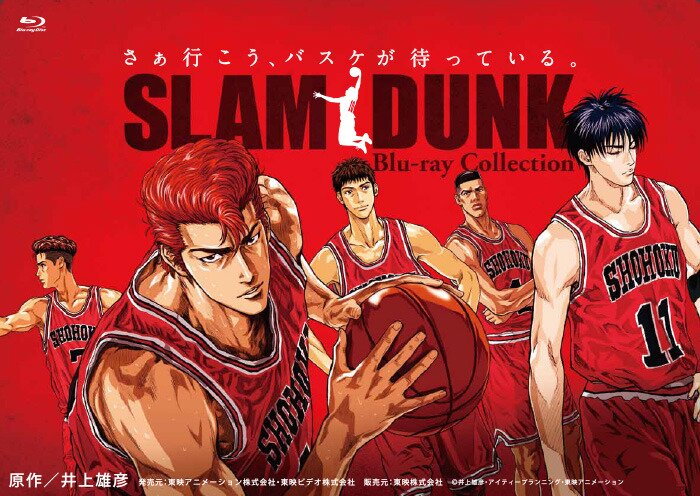 Blu-ray Disc
さぁ行こう、バスケが待っている。
SLAM DUNK
Blu-ray Collection
SHOHOKU
SHOHOKU
SHOHOKU
11
原作／井上雄彦 発売元：東映アニメーション株式会社・東映ビデオ株式会社 販売元：東映株式会社 ©井上雄彦・アイティープランニング・東映アニメーション